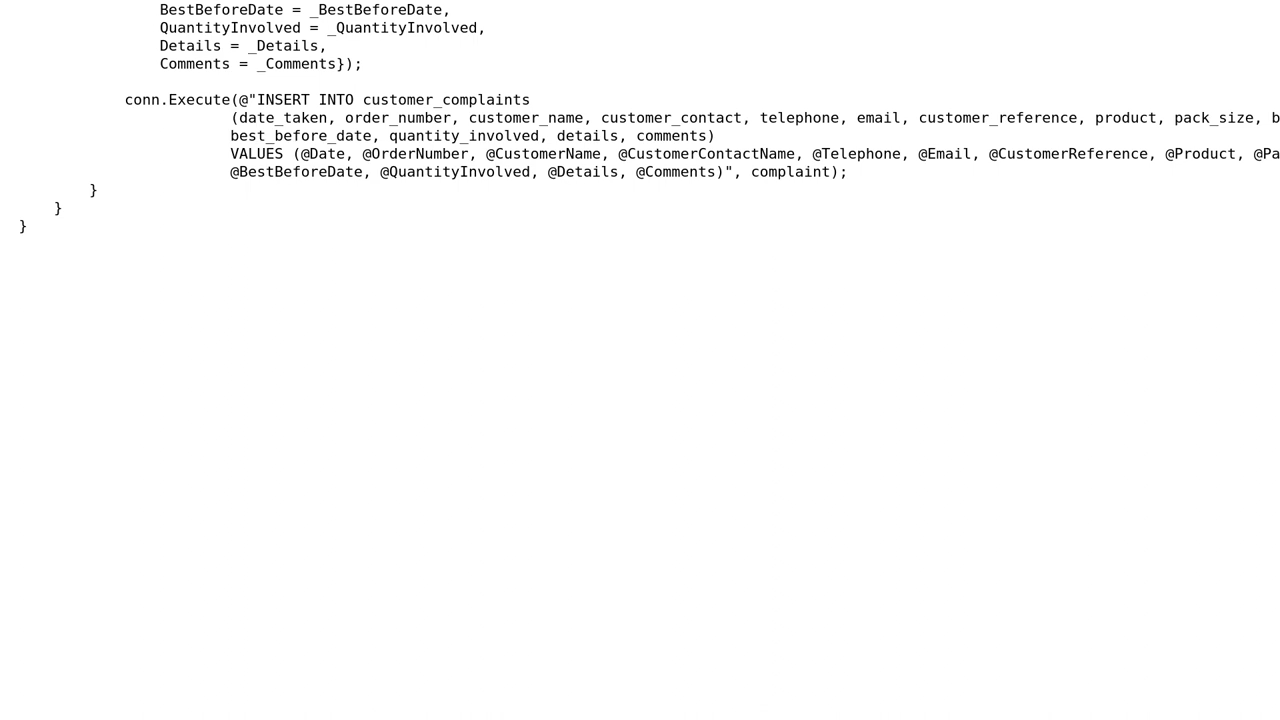 BestBeforeDate = _BestBeforeDate,
QuantityInvolved = _QuantityInvolved,
Details = _Details,
Comments = _Comments});
conn.Execute(@"INSERT INTO customer_complaints
(date_taken, order_number, customer_name, customer_contact, telephone, email, customer_reference, product, pack_size, b
best_before_date, quantity_involved, details, comments)
VALUES (@Date, @OrderNumber, @CustomerName, @CustomerContactName, @Telephone, @Email, @CustomerReference, @Product, @Pa
@BestBeforeDate, @QuantityInvolved, @Details, @Comments)", complaint);
}
}
}